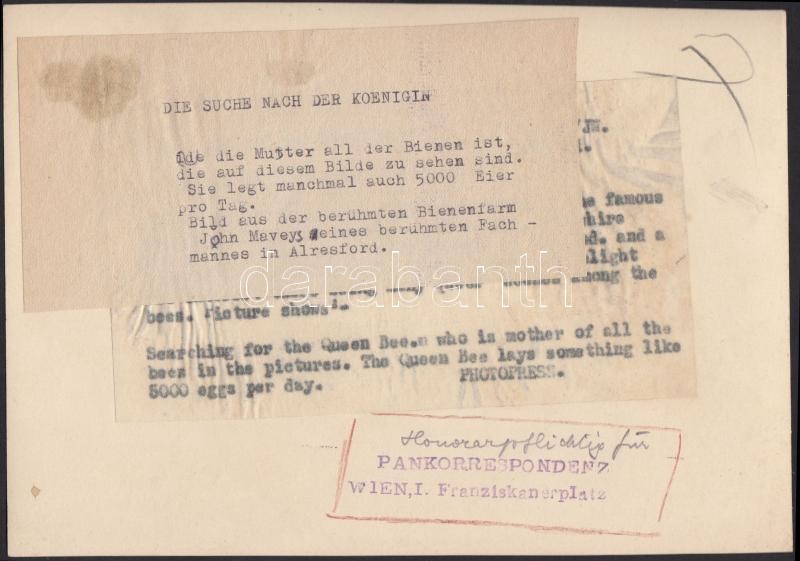 DIE SUCHE NACH DER KOENIGIN
die die Mutter all der Bienen ist,
die auf diesem Bilde zu sehen sind.
Sie legt manchmal auch 5000 Eier
pro Tag.
Bild aus der berühmten Bienenfarm
John Maveys eines berühmten Fach-
mannes in Alresford.
famous
hire
and a
light
among the
bees. Picture shows:-
Searching for the Queen Bee. who is mother of all the
bees in the pictures. The Queen Bee lays something like
5000 eggs per day. PHOTOPRESS.
Honorarpflichtig für
PANKORRESPONDENZ
WIEN, I. Franziskanerplatz
darabanth